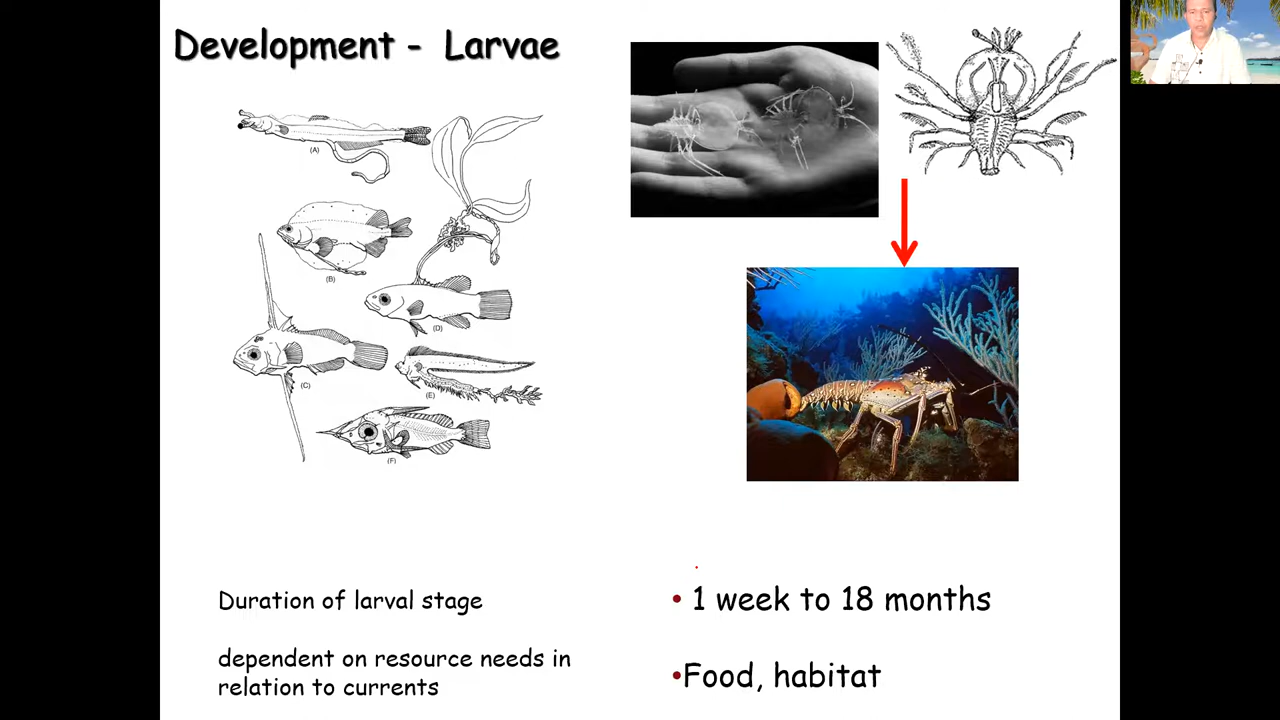 Development -  Larvae
(A)
(B)
(D)
(C)
(E)
(F)
Duration of larval stage
• 1 week to 18 months
dependent on resource needs in
relation to currents
•Food, habitat